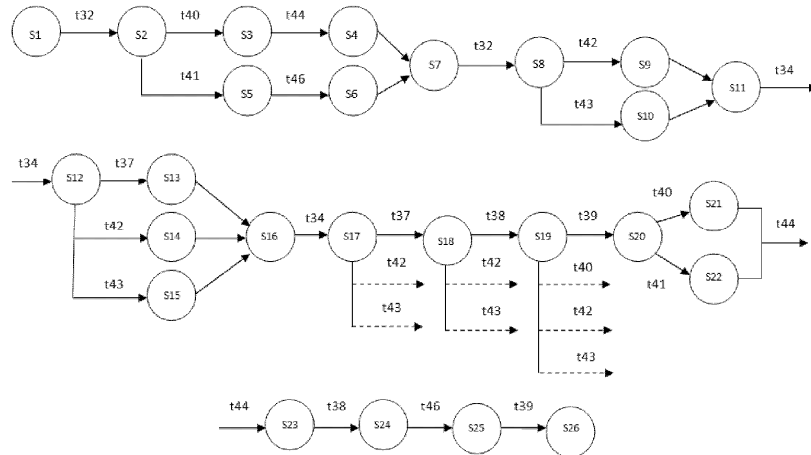 t32 t40 t44
S1 S2 S3 S4
t32 t42
t41 t46 S7 S8 S9
t34
S5 S6 t43 S11
S10
t34 t37
S12 S13
t40 S21
t42 t34 t37 t38 t39 t44
S14 S16 S17 S18 S19 S20
t43 t42 t42 t40 t41 S22
S15
t43 t43 t42
t43
t44 t38 t46 t39
S23 S24 S25 S26